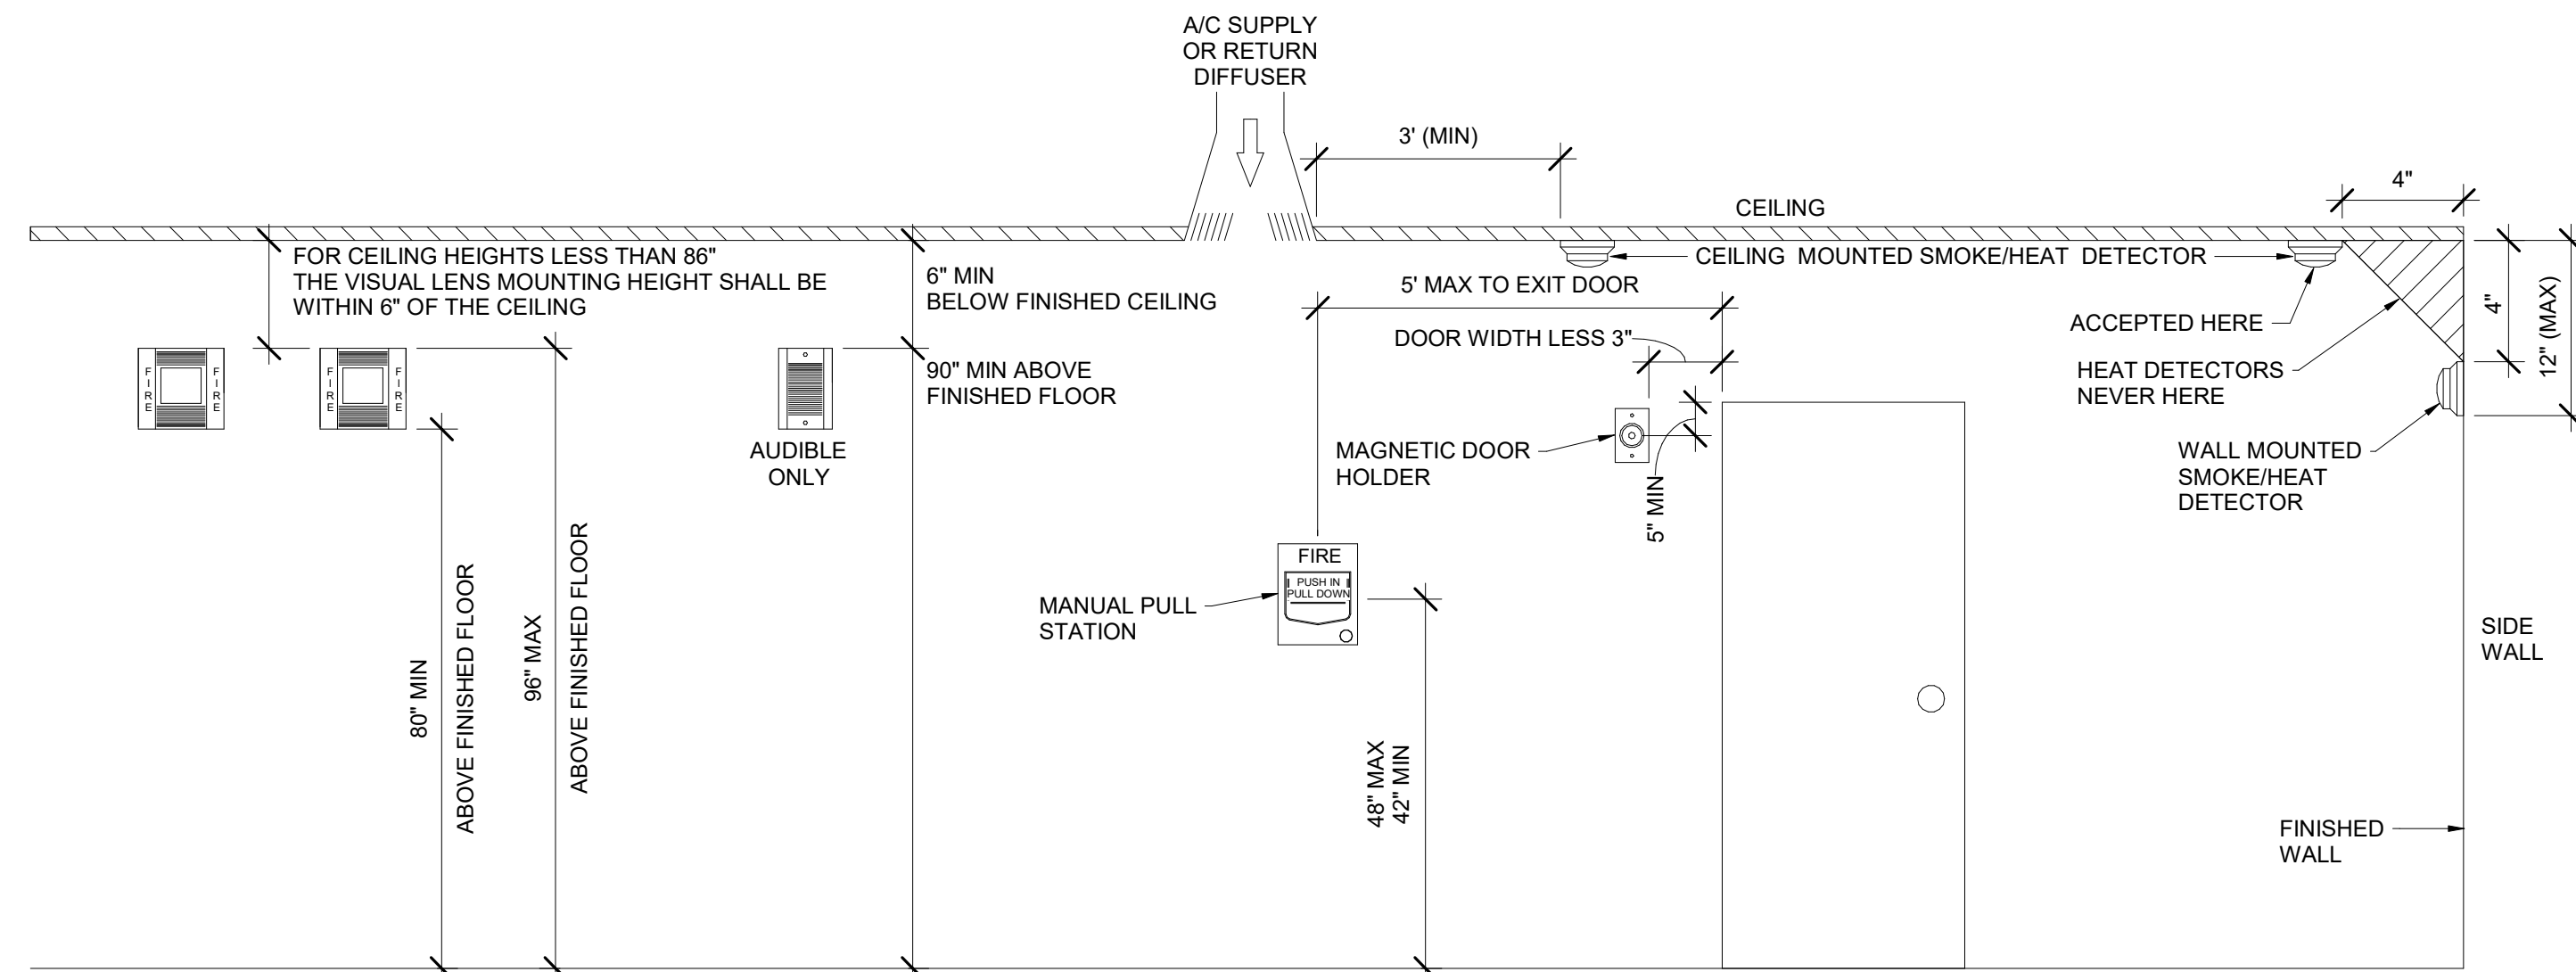 A/C SUPPLY
OR RETURN
DIFFUSER
3' (MIN)
4"
CEILING
FOR CEILING HEIGHTS LESS THAN 86"
THE VISUAL LENS MOUNTING HEIGHT SHALL BE
WITHIN 6" OF THE CEILING
6" MIN
BELOW FINISHED CEILING
CEILING MOUNTED SMOKE/HEAT DETECTOR
5' MAX TO EXIT DOOR
4"
12" (MAX)
ACCEPTED HERE
DOOR WIDTH LESS 3"
HEAT DETECTORS
NEVER HERE
FIRE
FIRE
FIRE
FIRE
90" MIN ABOVE
FINISHED FLOOR
AUDIBLE
ONLY
MAGNETIC DOOR
HOLDER
5" MIN
WALL MOUNTED
SMOKE/HEAT
DETECTOR
FIRE
PUSH IN
PULL DOWN
MANUAL PULL
STATION
80" MIN
ABOVE FINISHED FLOOR
96" MAX
ABOVE FINISHED FLOOR
48" MAX
42" MIN
SIDE
WALL
FINISHED
WALL